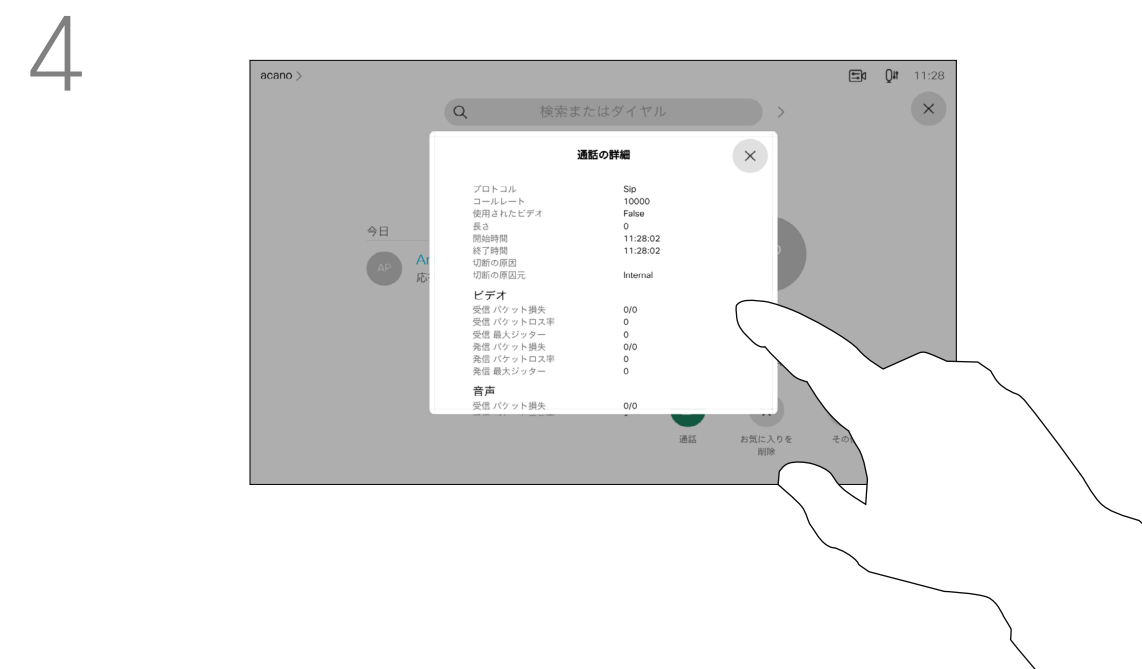 4
acano >
11:28
検索またはダイヤル
通話の詳細
プロトコル Sip
コールレート 10000
使用されたビデオ False
長さ 0
開始時間 11:28:02
終了時間 11:28:02
切断の原因
切断の原因元 Internal
ビデオ
受信 パケット損失 0/0
受信 パケットロス率 0
受信 最大ジッター 0
発信 パケット損失 0/0
発信 パケットロス率 0
発信 最大ジッター 0
音声
受信 パケット損失 0/0
今日
AP
通話
お気に入りを
削除